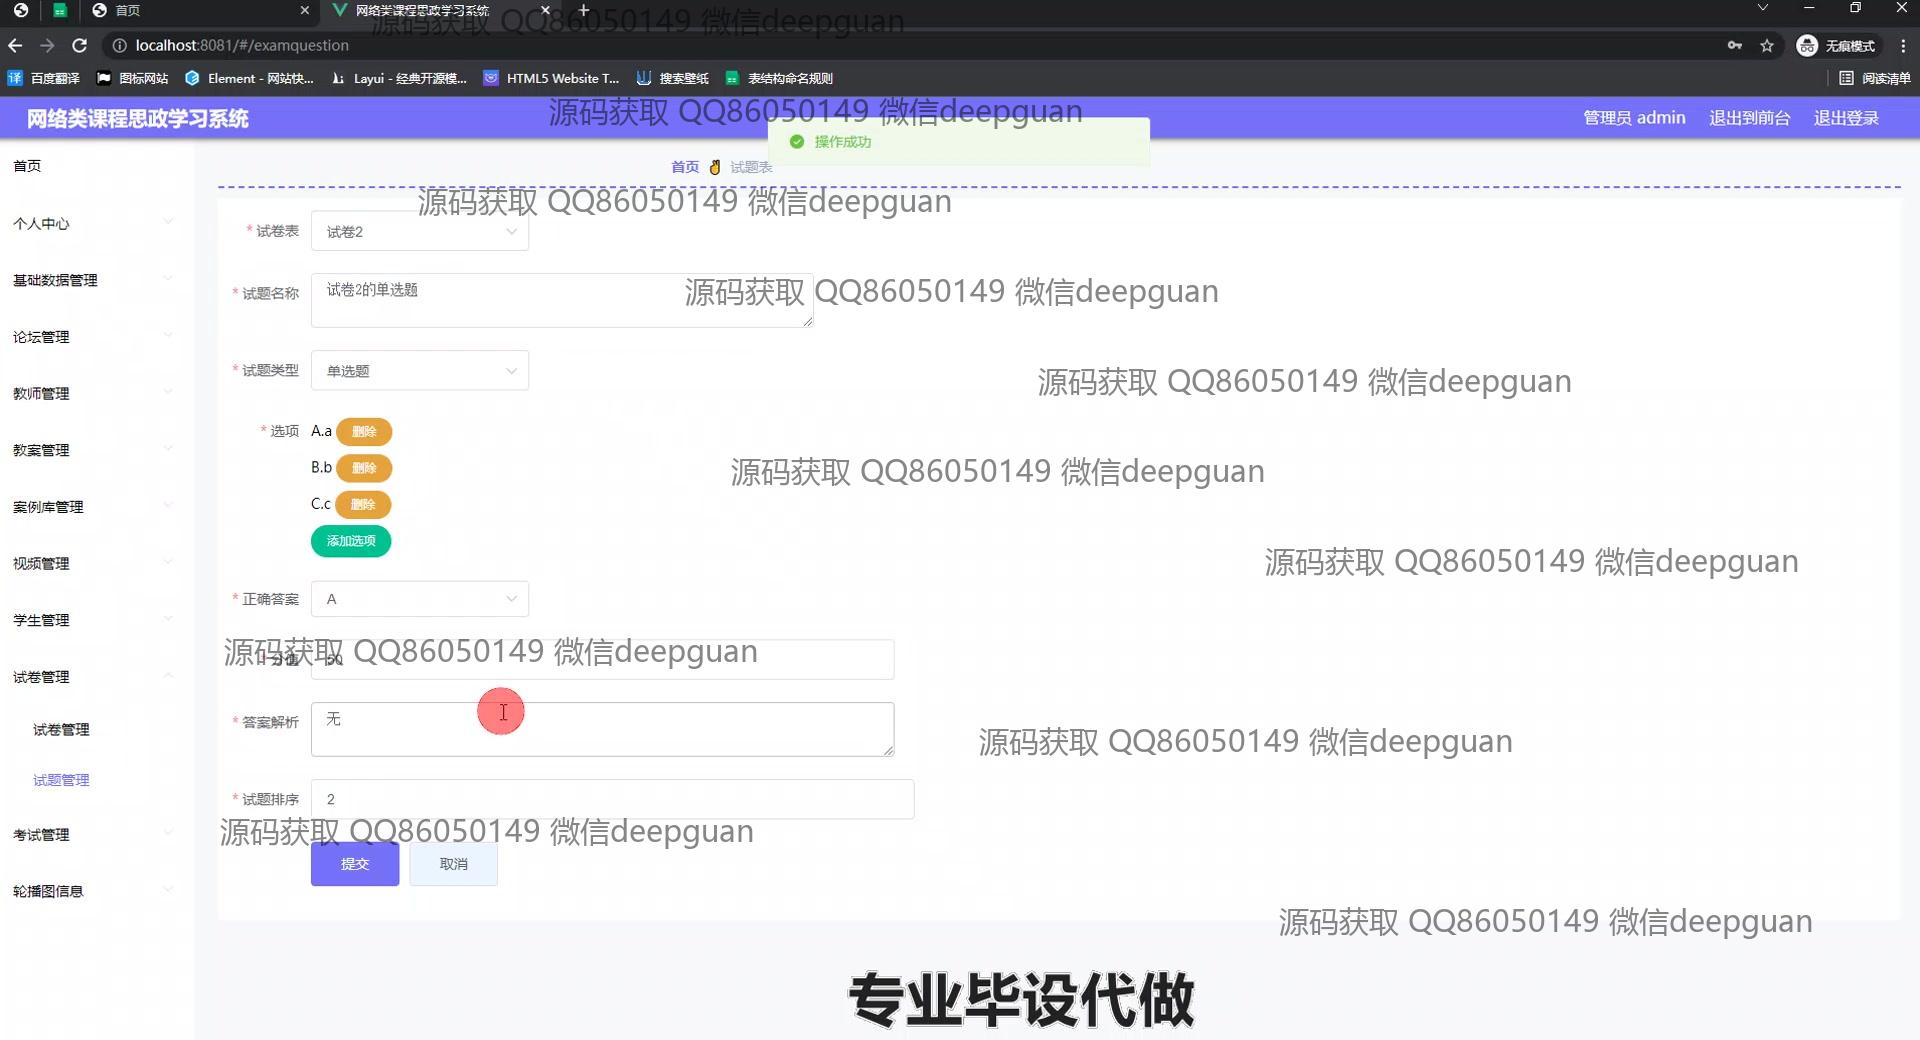 首页
网络类课程思政学习系统
源码获取 QQ86050149 微信deepguan
localhost:8081/#/examquestion
无痕模式
百度翻译
图标网站
Element - 网站快...
Layui - 经典开源模...
HTML5 Website T...
搜索壁纸
表结构命名规则
阅读清单
网络类课程思政学习系统
源码获取 QQ86050149 微信deepguan
管理员 admin
退出到前台
退出登录
操作成功
首页
试题表
源码获取 QQ86050149 微信deepguan
首页
个人中心
基础数据管理
论坛管理
教师管理
教案管理
案例库管理
视频管理
学生管理
试卷管理
试卷管理
试题管理
考试管理
轮播图信息
* 试卷表
试卷2
* 试题名称
试卷2的单选题
源码获取 QQ86050149 微信deepguan
* 试题类型
单选题
源码获取 QQ86050149 微信deepguan
* 选项
A.a 删除
B.b 删除
C.c 删除
添加选项
源码获取 QQ86050149 微信deepguan
源码获取 QQ86050149 微信deepguan
* 正确答案
A
* 分值
50
源码获取 QQ86050149 微信deepguan
* 答案解析
无
源码获取 QQ86050149 微信deepguan
* 试题排序
2
源码获取 QQ86050149 微信deepguan
提交
取消
源码获取 QQ86050149 微信deepguan
专业毕设代做